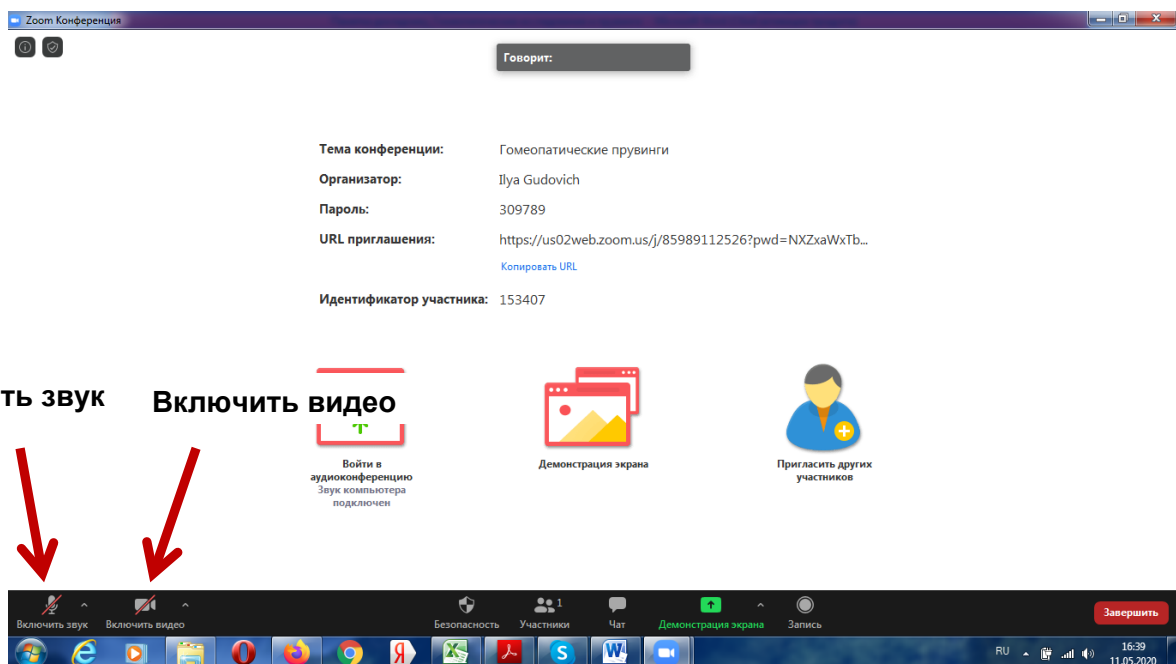 Zoom Конференция
Говорит:
Тема конференции: Гомеопатические прувинги
Организатор: Ilya Gudovich
Пароль: 309789
URL приглашения: https://us02web.zoom.us/j/85989112526?pwd=NXZxaWxTb...
Копировать URL
Идентификатор участника: 153407
ть звук Включить видео
Войти в
аудиоконференцию
Звук компьютера
подключен
Демонстрация экрана
Пригласить других
участников
Включить звук Включить видео Безопасность Участники 1 Чат Демонстрация экрана Запись Завершить
RU 16:39
11.05.2020